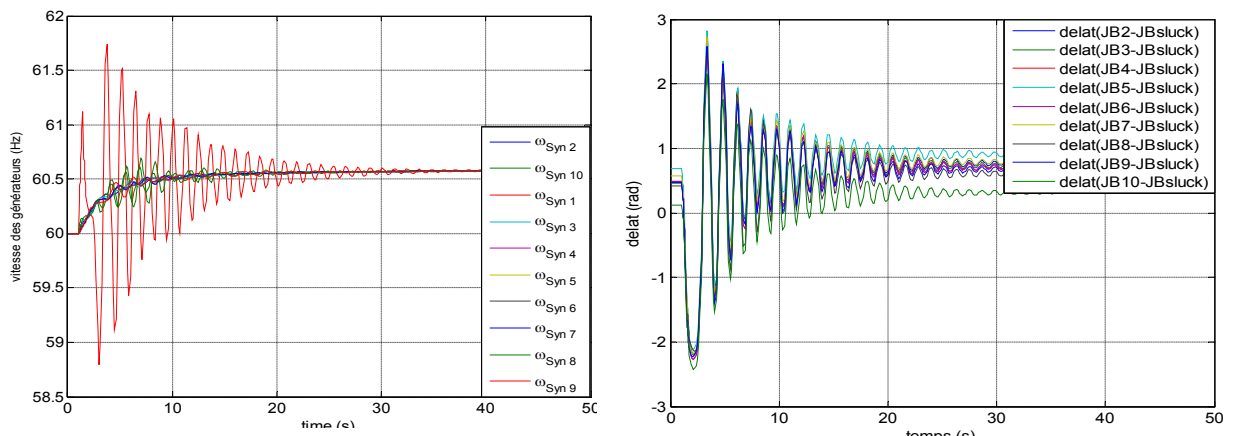 62
61.5
61
60.5
60
59.5
59
58.5
vitesse des générateurs (Hz)
0
10
20
30
40
50
time (s)
ωSyn 2
ωSyn 10
ωSyn 1
ωSyn 3
ωSyn 4
ωSyn 5
ωSyn 6
ωSyn 7
ωSyn 8
ωSyn 9
3
2
1
0
-1
-2
-3
delat (rad)
0
10
20
30
40
50
temps (s)
delat(JB2-JBsluck)
delat(JB3-JBsluck)
delat(JB4-JBsluck)
delat(JB5-JBsluck)
delat(JB6-JBsluck)
delat(JB7-JBsluck)
delat(JB8-JBsluck)
delat(JB9-JBsluck)
delat(JB10-JBsluck)